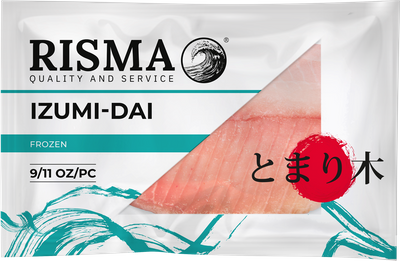 RISMA ®
QUALITY AND SERVICE
IZUMI-DAI
FROZEN
9/11 OZ/PC
とまり木